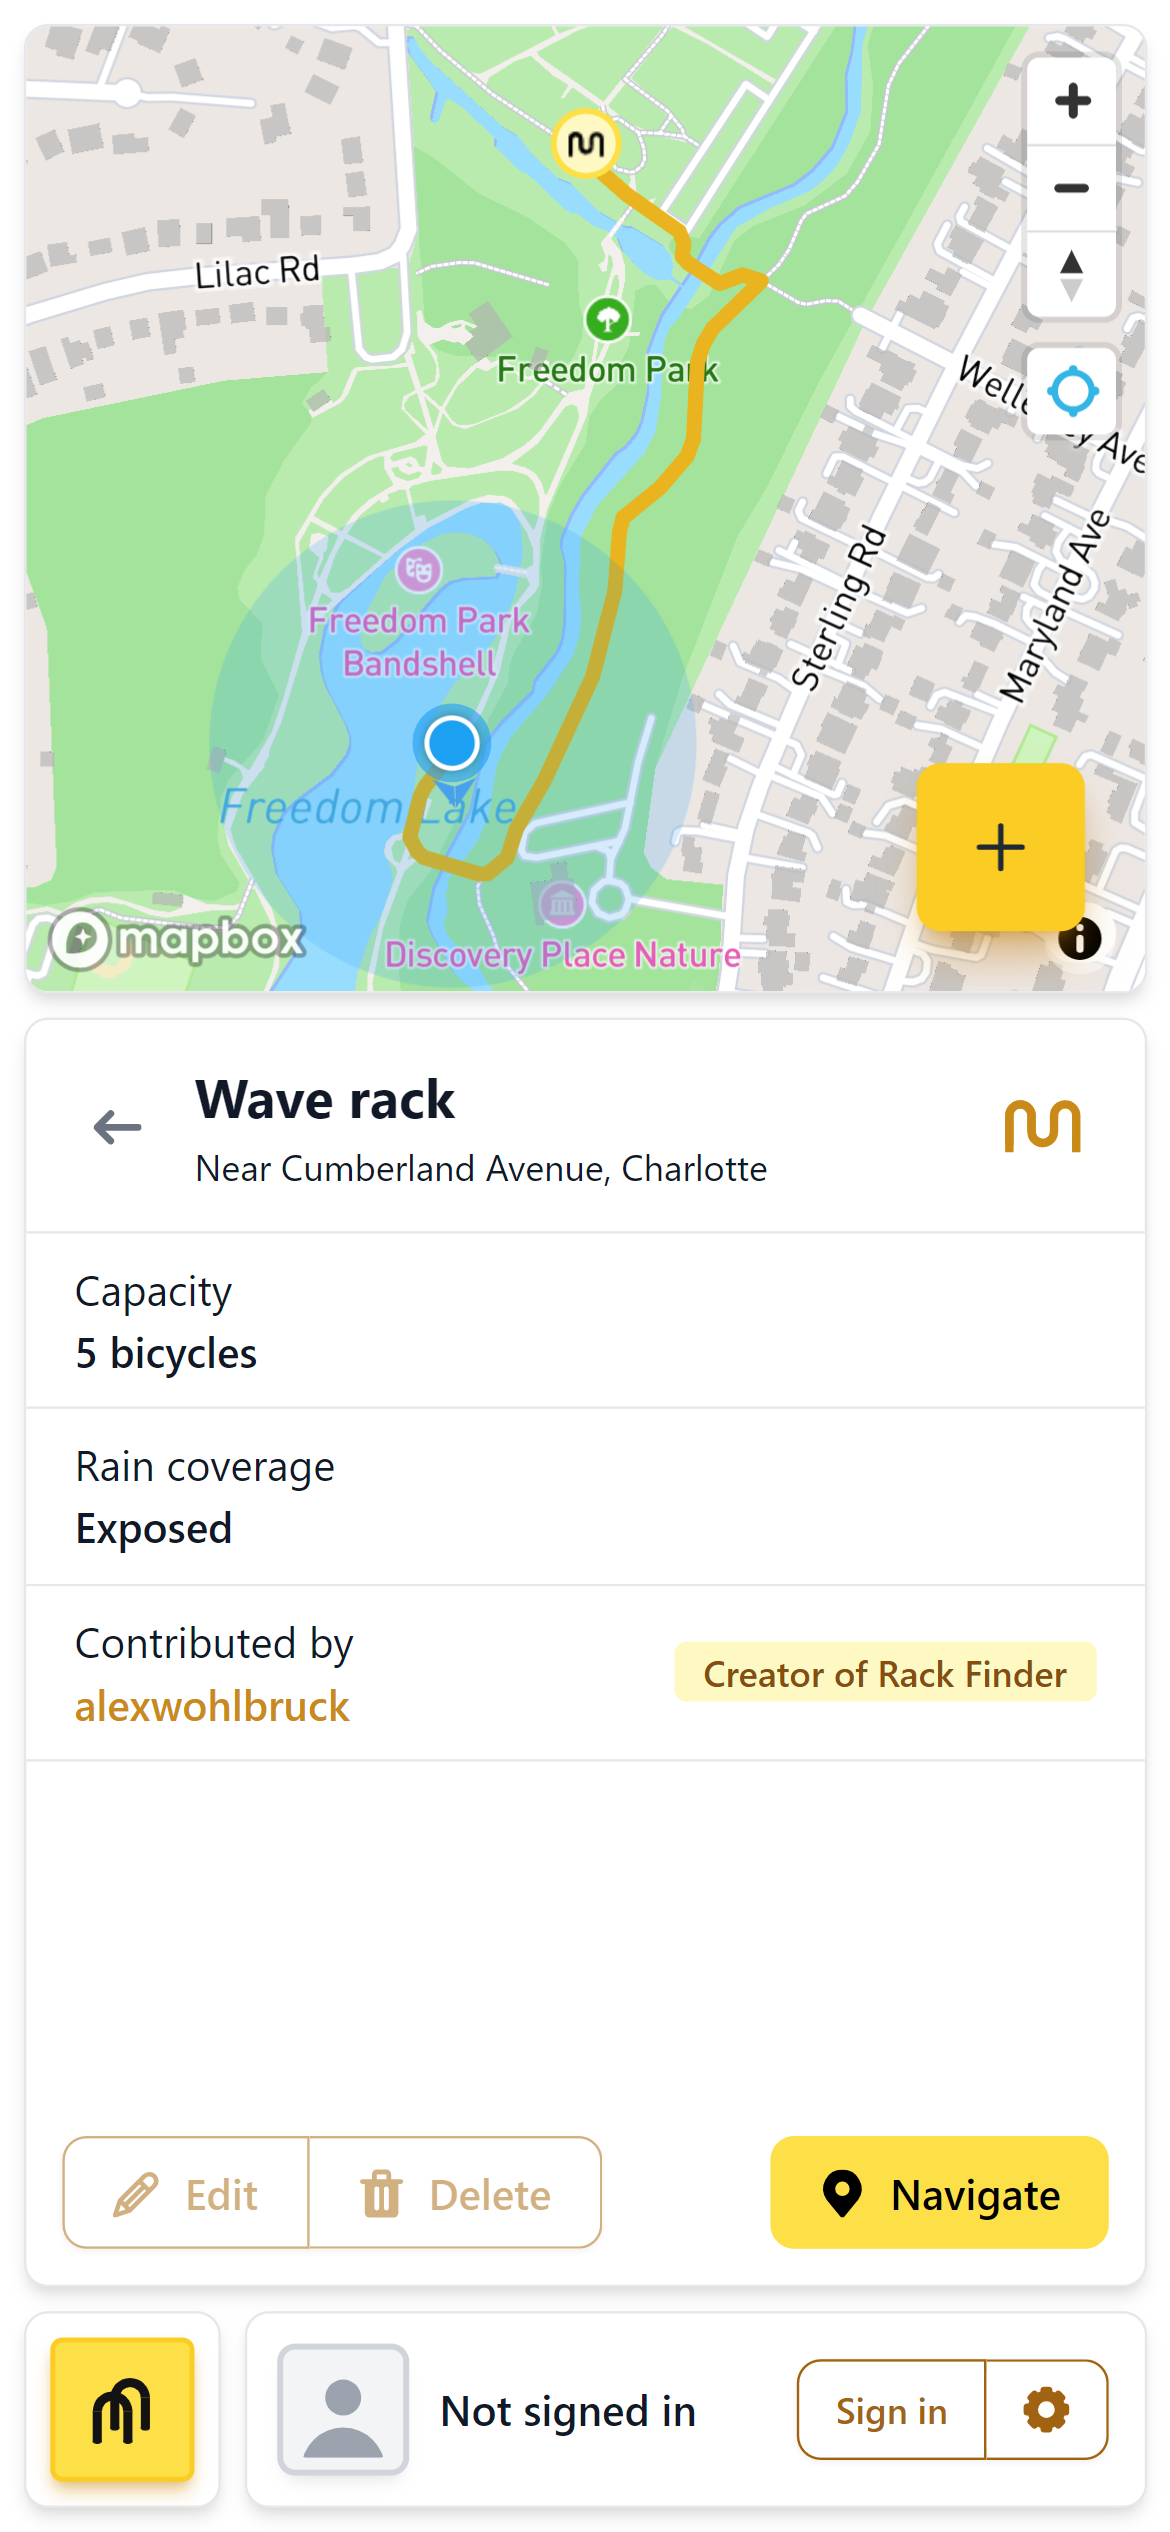 Lilac Rd
Freedom Park
Welle
y Ave
Sterling Rd
Maryland Ave
Freedom Park
Bandshell
Freedom Lake
mapbox
Discovery Place Nature
Wave rack
Near Cumberland Avenue, Charlotte
Capacity
5 bicycles
Rain coverage
Exposed
Contributed by
alexwohlbruck
Creator of Rack Finder
Edit
Delete
Navigate
Not signed in
Sign in